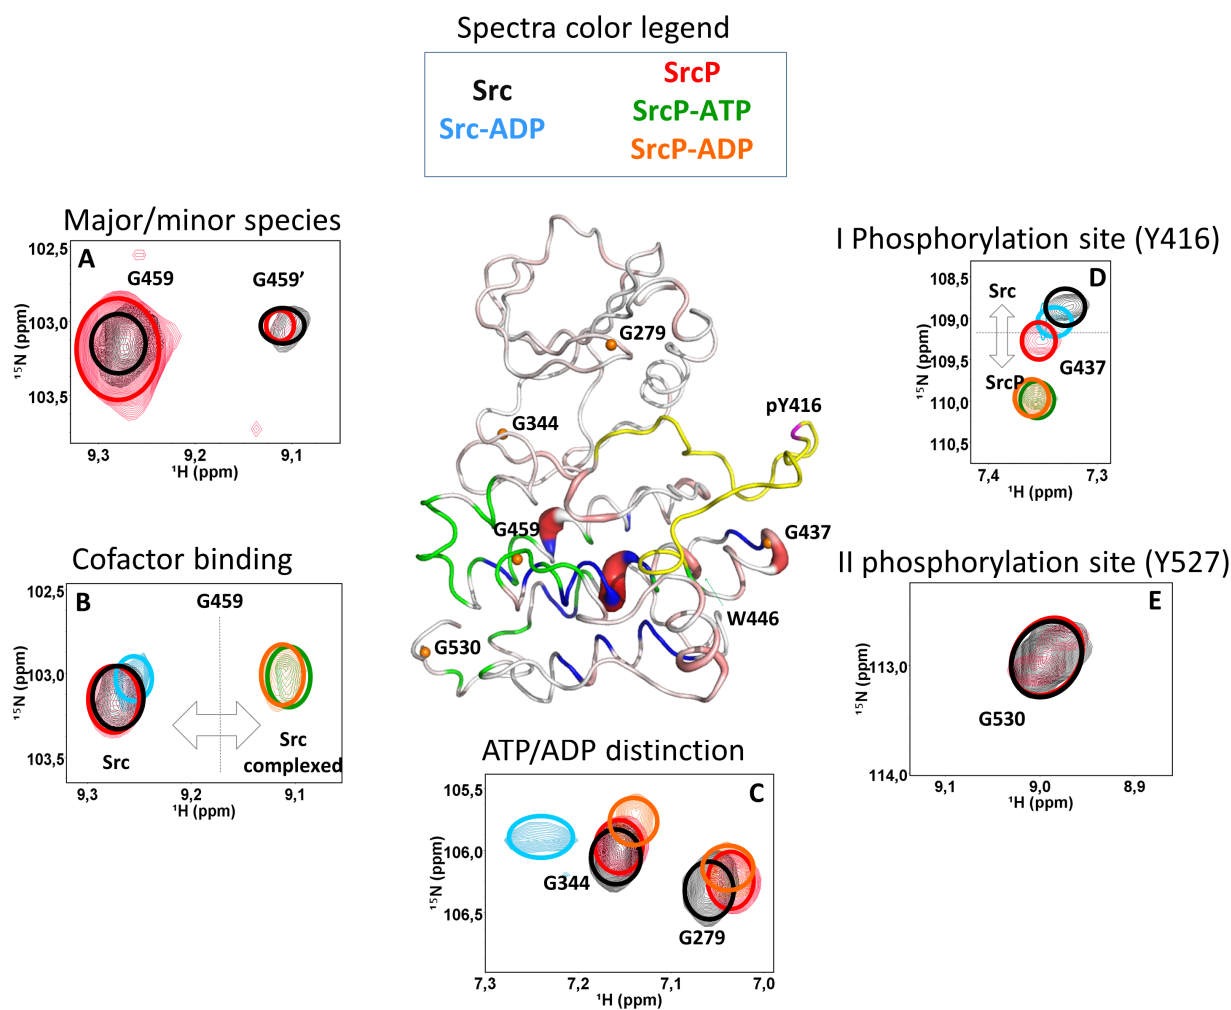 Spectra color legend
Src
Src-ADP
SrcP
SrcP-ATP
SrcP-ADP
Major/minor species
A
G459
G459’
102,5
103,0
103,5
¹⁵N (ppm)
9,3
9,2
9,1
¹H (ppm)
Cofactor binding
B
G459
102,5
103,0
103,5
¹⁵N (ppm)
Src
Src
complexed
9,3
9,2
9,1
¹H (ppm)
G279
G344
pY416
G459
G437
W446
G530
ATP/ADP distinction
C
105,5
106,0
106,5
¹⁵N (ppm)
G344
G279
7,3
7,2
7,1
7,0
¹H (ppm)
I Phosphorylation site (Y416)
D
108,5
109,0
109,5
110,0
110,5
¹⁵N (ppm)
Src
SrcP
G437
7,4
7,3
¹H (ppm)
II phosphorylation site (Y527)
E
113,0
114,0
¹⁵N (ppm)
G530
9,1
9,0
8,9
¹H (ppm)